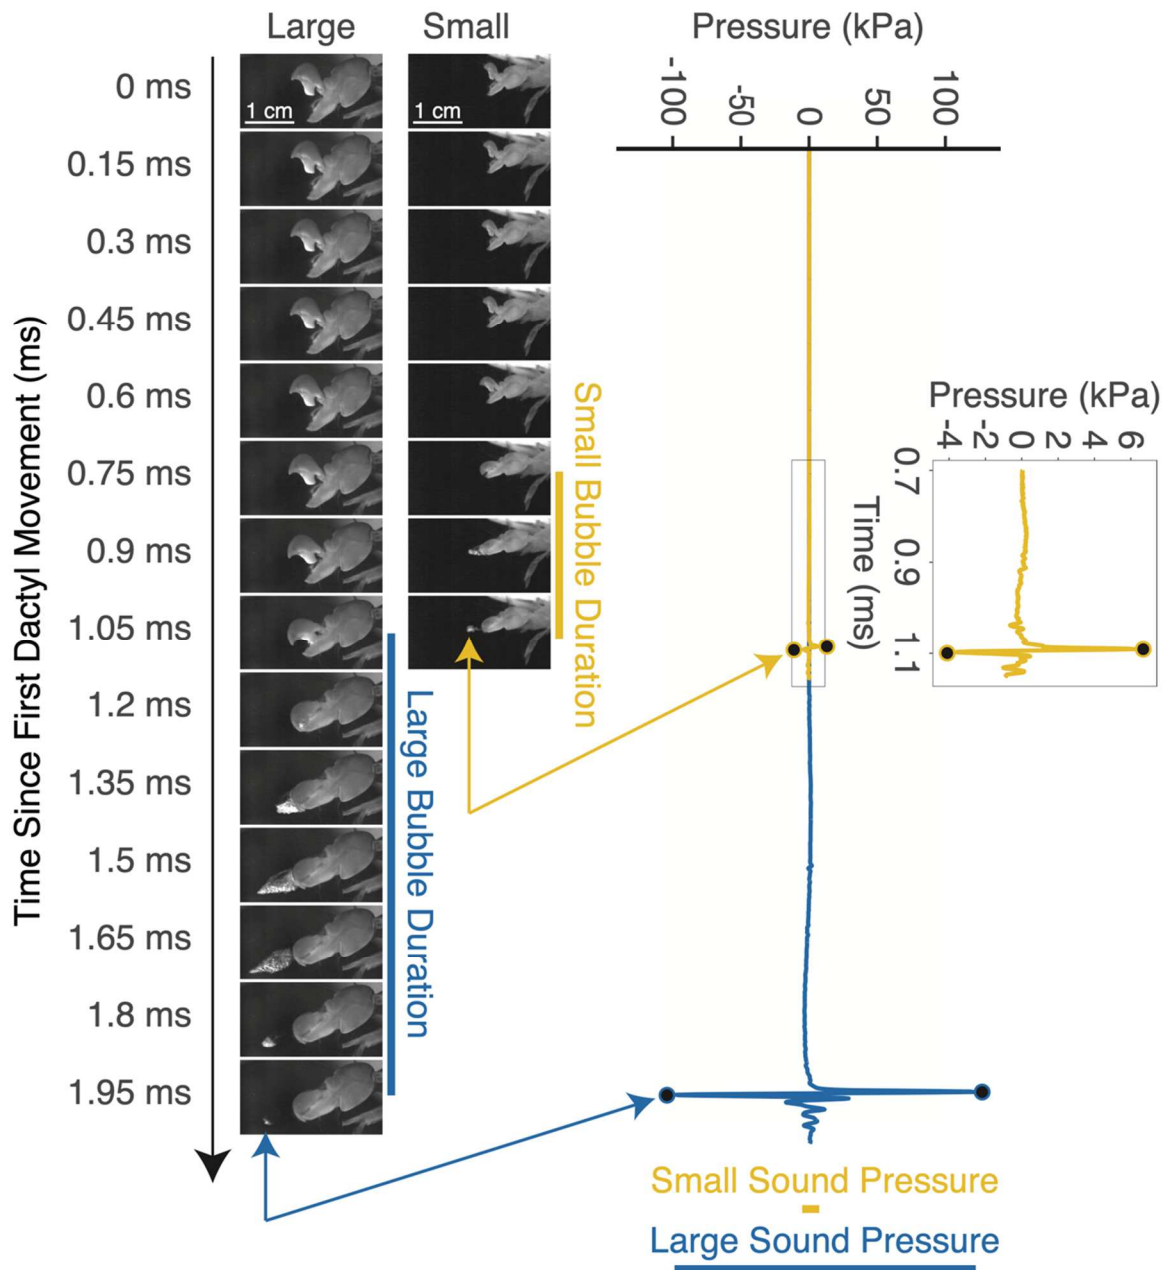 Large
Small
Pressure (kPa)
-100
-50
0
50
100
Time Since First Dactyl Movement (ms)
0 ms
1 cm
1 cm
0.15 ms
0.3 ms
0.45 ms
0.6 ms
0.75 ms
0.9 ms
1.05 ms
1.2 ms
1.35 ms
1.5 ms
1.65 ms
1.8 ms
1.95 ms
Small Bubble Duration
Large Bubble Duration
Pressure (kPa)
-4
-2
0
2
4
6
Time (ms)
0.7
0.9
1.1
Small Sound Pressure
Large Sound Pressure